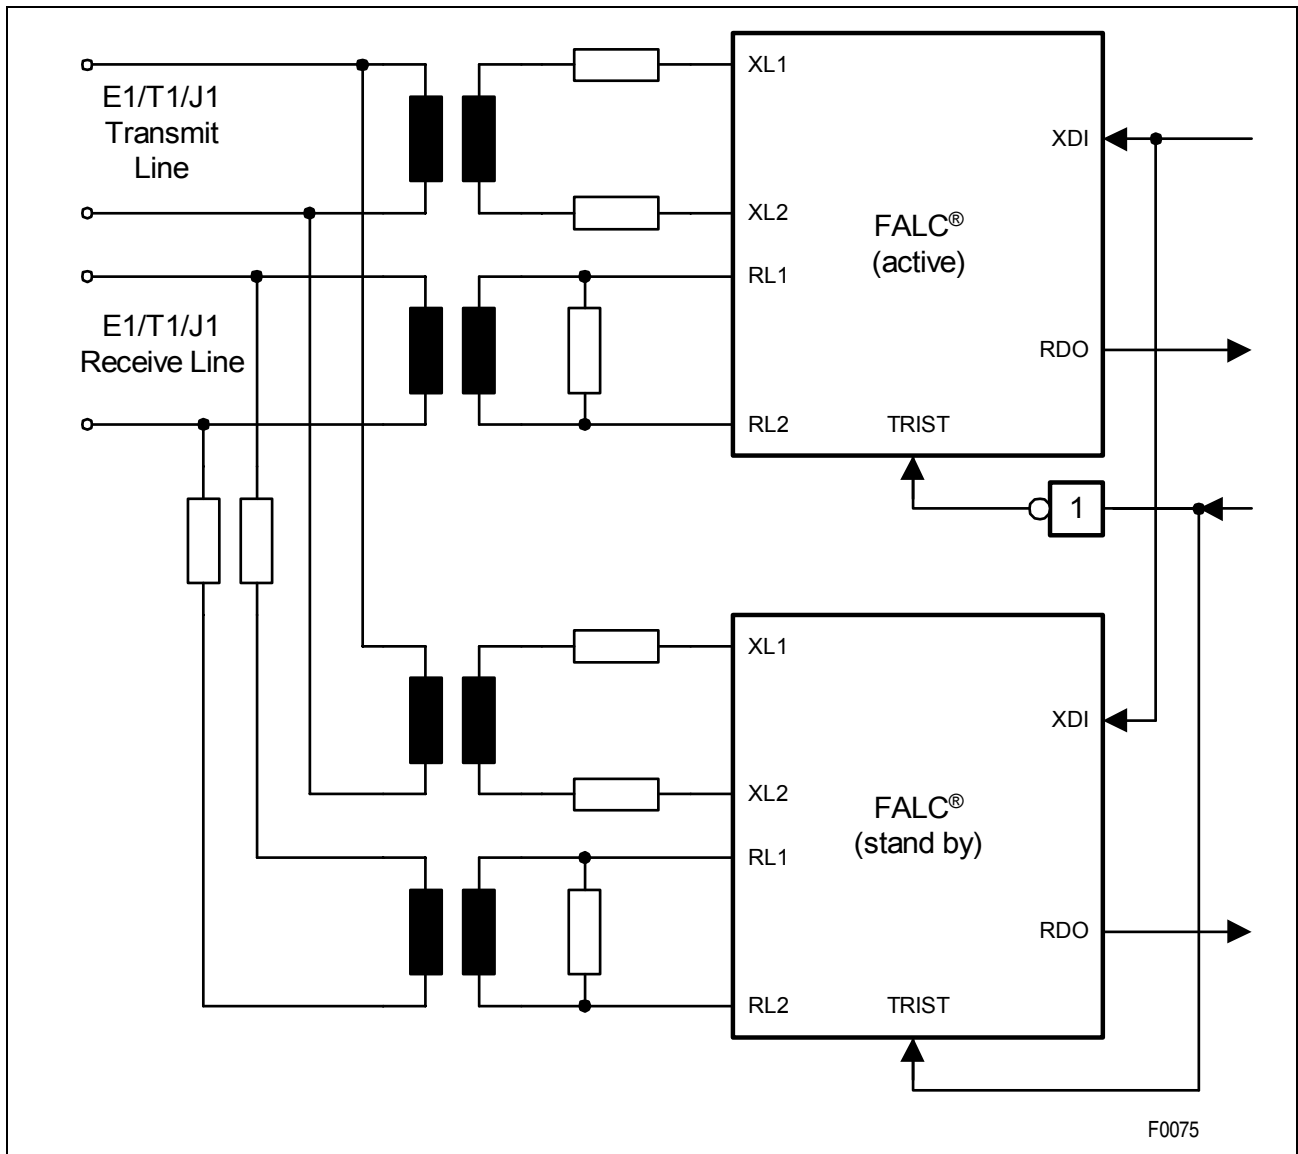 E1/T1/J1
Transmit
Line
E1/T1/J1
Receive Line
XL1
XL2
RL1
RL2
XDI
FALC®
(active)
RDO
TRIST
1
XL1
XL2
RL1
RL2
XDI
FALC®
(stand by)
RDO
TRIST
F0075